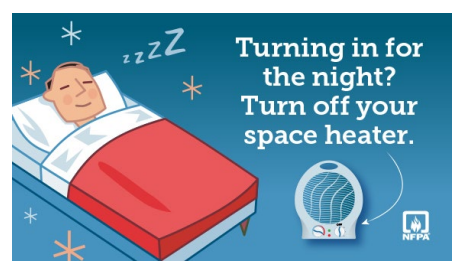 zzzZ
Turning in for
the night?
Turn off your
space heater.
NFPA